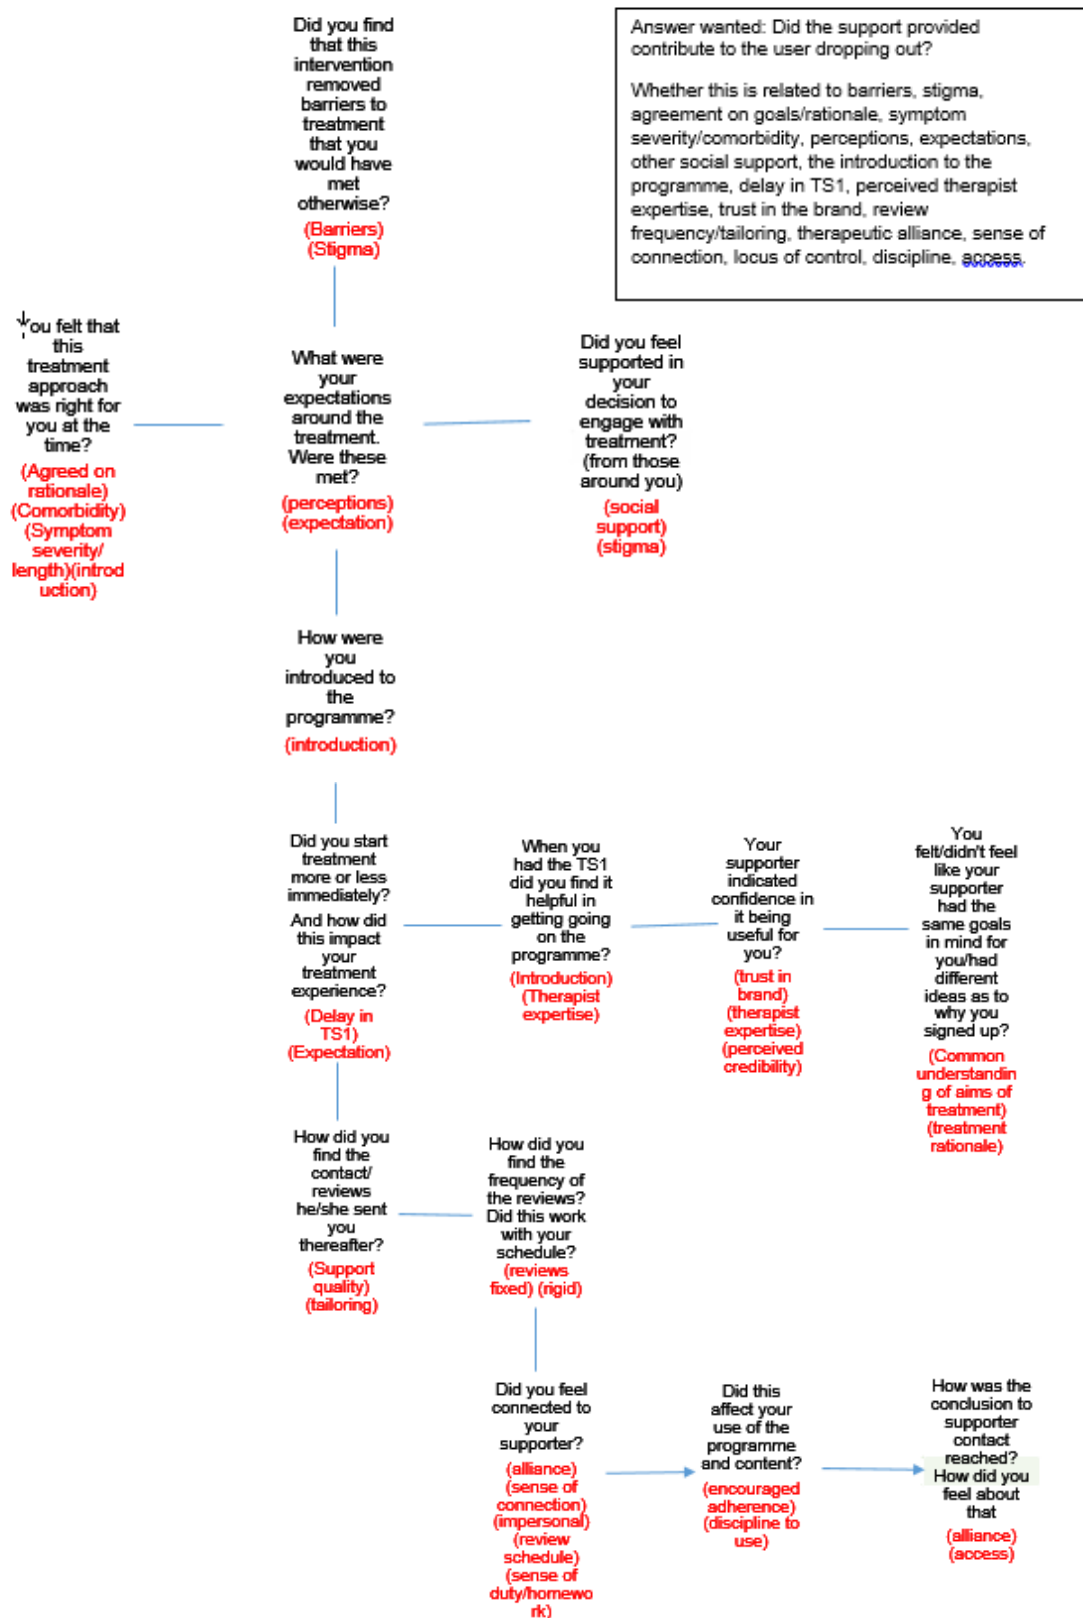 Did you find
that this
intervention
removed
barriers to
treatment
that you
would have
met
otherwise?
(Barriers)
(Stigma)
Answer wanted: Did the support provided
contribute to the user dropping out?
Whether this is related to barriers, stigma,
agreement on goals/rationale, symptom
severity/comorbidity, perceptions, expectations,
other social support, the introduction to the
programme, delay in TS1, perceived therapist
expertise, trust in the brand, review
frequency/tailoring, therapeutic alliance, sense of
connection, locus of control, discipline, access.
You felt that
this
treatment
approach
was right for
you at the
time?
(Agreed on
rationale)
(Comorbidity)
(Symptom
severity/
length)(introd
uction)
What were
your
expectations
around the
treatment.
Were these
met?
(perceptions)
(expectation)
Did you feel
supported in
your
decision to
engage with
treatment?
(from those
around you)
(social
support)
(stigma)
How were
you
introduced to
the
programme?
(introduction)
Did you start
treatment
more or less
immediately?
And how did
this impact
your
treatment
experience?
(Delay in
TS1)
(Expectation)
When you
had the TS1
did you find it
helpful in
getting going
on the
programme?
(Introduction)
(Therapist
expertise)
Your
supporter
indicated
confidence in
it being
useful for
you?
(trust in
brand)
(therapist
expertise)
(perceived
credibility)
You
felt/didn't feel
like your
supporter
had the
same goals
in mind for
you/had
different
ideas as to
why you
signed up?
(Common
understandin
g of aims of
treatment)
(treatment
rationale)
How did you
find the
contact/
reviews
he/she sent
you
thereafter?
(Support
quality)
(tailoring)
How did you
find the
frequency of
the reviews?
Did this work
with your
schedule?
(reviews
fixed) (rigid)
Did you feel
connected to
your
supporter?
(alliance)
(sense of
connection)
(impersonal)
(review
schedule)
(sense of
duty/homewo
rk)
Did this
affect your
use of the
programme
and content?
(encouraged
adherence)
(discipline to
use)
How was the
conclusion to
supporter
contact
reached?
How did you
feel about
that
(alliance)
(access)